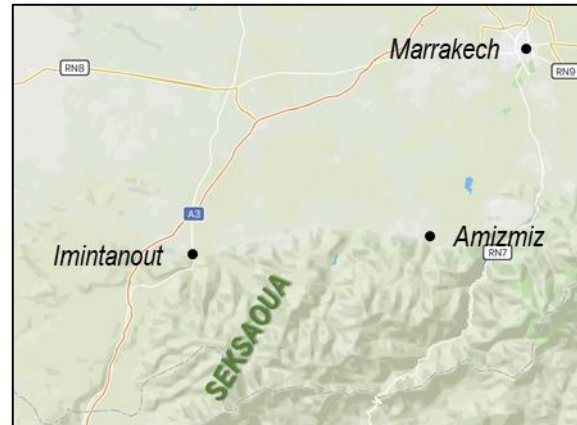 Marrakech
RN8
RN9
A3
Amizmiz
Imintanout
RN7
SEKSAOUA